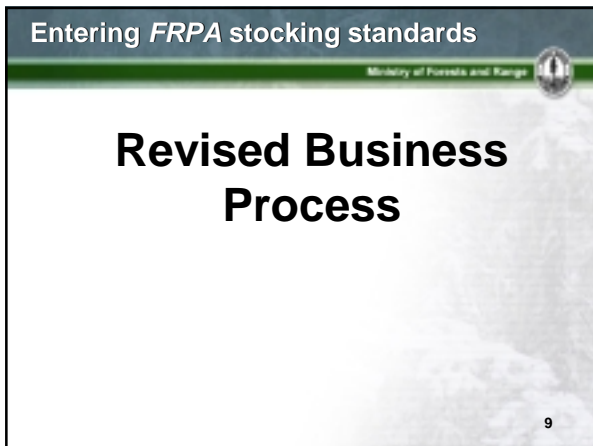 Entering FRPA stocking standards
Ministry of Forests and Range
Revised Business
Process
9